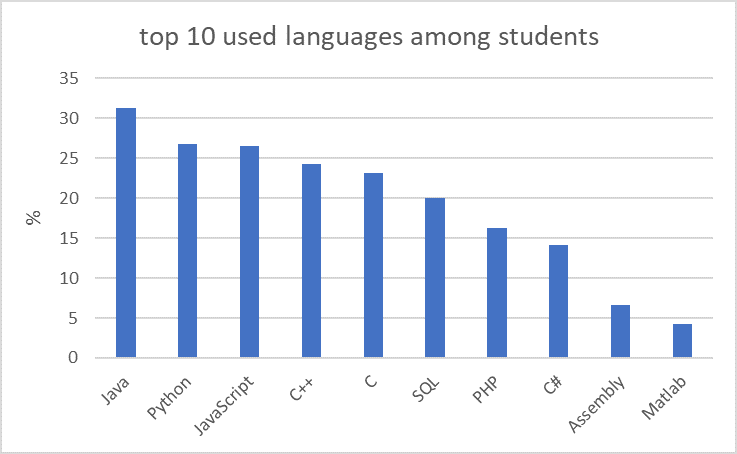 top 10 used languages among students
35
30
25
20
15
10
5
0
%
Java
Python
JavaScript
C++
C
SQL
PHP
C#
Assembly
Matlab